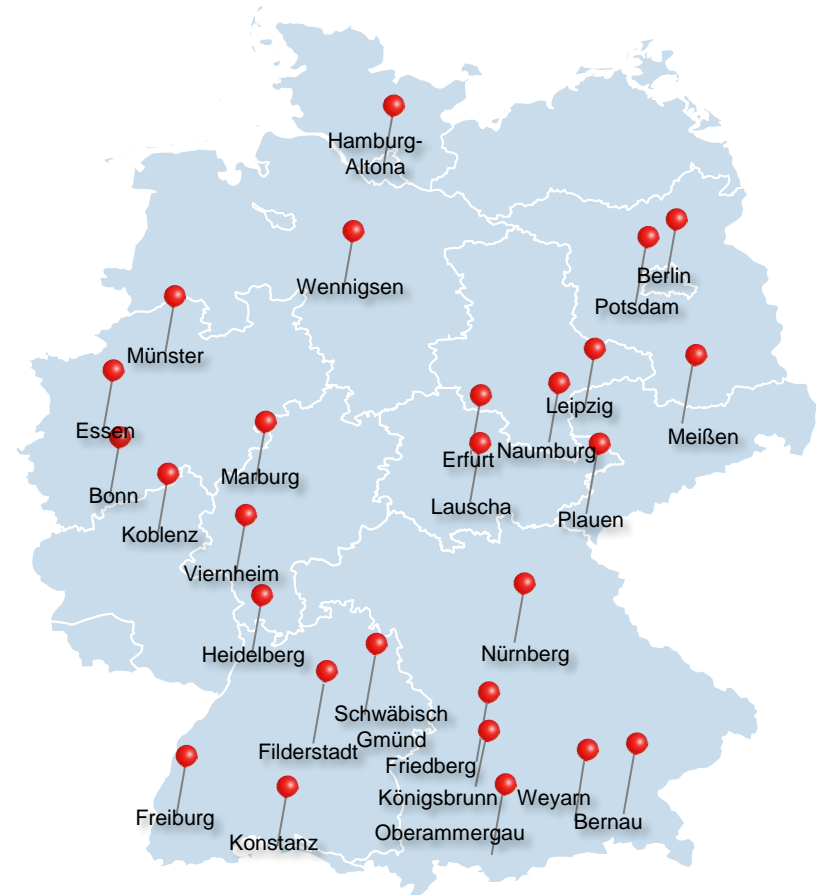 Hamburg-
Altona
Berlin
Wennigsen
Potsdam
Münster
Leipzig
Essen
Meißen
Naumburg
Erfurt
Marburg
Bonn
Lauscha
Plauen
Koblenz
Viernheim
Heidelberg
Nürnberg
Schwäbisch
Gmünd
Filderstadt
Friedberg
Königsbrunn
Weyarn
Freiburg
Bernau
Oberammergau
Konstanz